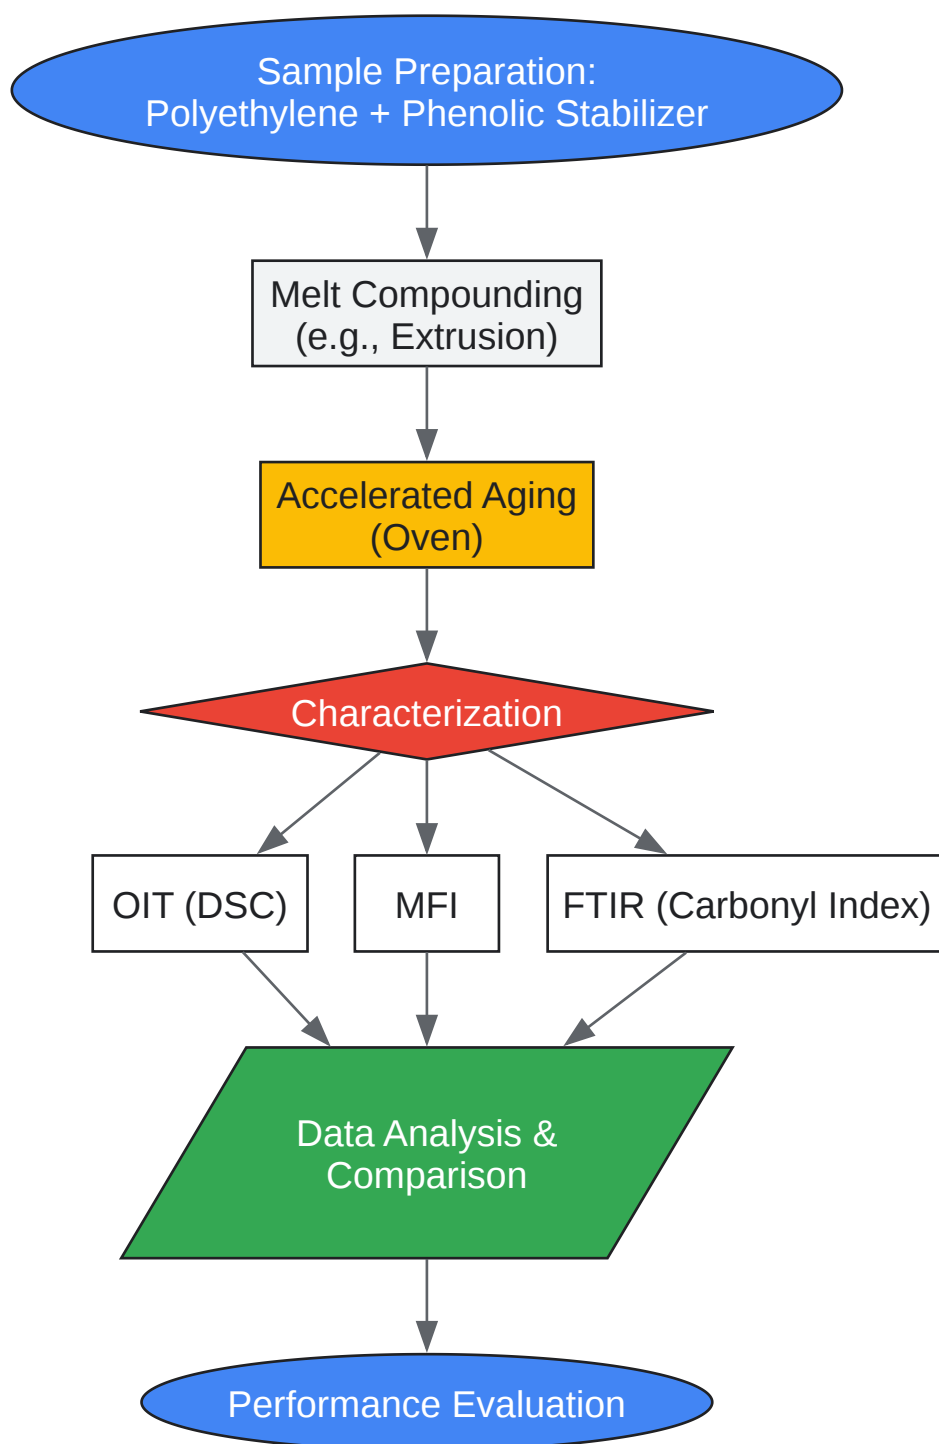 Sample Preparation:
Polyethylene + Phenolic Stabilizer
Melt Compounding
(e.g., Extrusion)
Accelerated Aging
(Oven)
Characterization
OIT (DSC)
MFI
FTIR (Carbonyl Index)
Data Analysis &
Comparison
Performance Evaluation